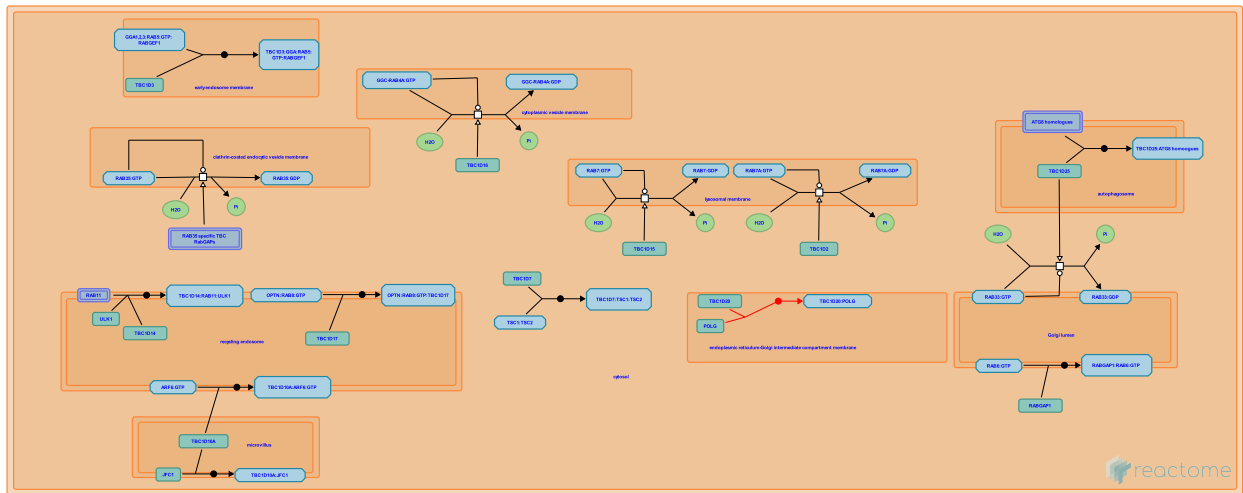 GGA1,2,3:RAB5:GTP:
RABGEF1
TBC1D3:GGA:RAB5:
GTP:RABGEF1
TBC1D3
early endosome membrane
GGC-RAB4A:GTP
GGC-RAB4A:GDP
cytoplasmic vesicle membrane
H2O
Pi
TBC1D16
clathrin-coated endocytic vesicle membrane
RAB35:GTP
RAB35:GDP
H2O
Pi
RAB35 specific TBC
RabGAPs
RAB7:GTP
RAB7:GDP
RAB7A:GTP
RAB7A:GDP
lysosomal membrane
H2O
Pi
H2O
Pi
TBC1D15
TBC1D2
ATG8 homologues
TBC1D25:ATG8 homologues
TBC1D25
autophagosome
H2O
Pi
RAB33:GTP
RAB33:GDP
Golgi lumen
RAB6:GTP
RABGAP1:RAB6:GTP
RABGAP1
RAB11
TBC1D14:RAB11:ULK1
OPTN:RAB8:GTP
OPTN:RAB8:GTP:TBC1D17
ULK1
TBC1D14
TBC1D17
recycling endosome
TBC1D7
TBC1D7:TSC1:TSC2
TSC1:TSC2
TBC1D20
TBC1D20:POLG
POLG
endoplasmic reticulum-Golgi intermediate compartment membrane
cytosol
ARF6:GTP
TBC1D10A:ARF6:GTP
TBC1D10A
microvillus
JFC1
TBC1D10A:JFC1
reactome